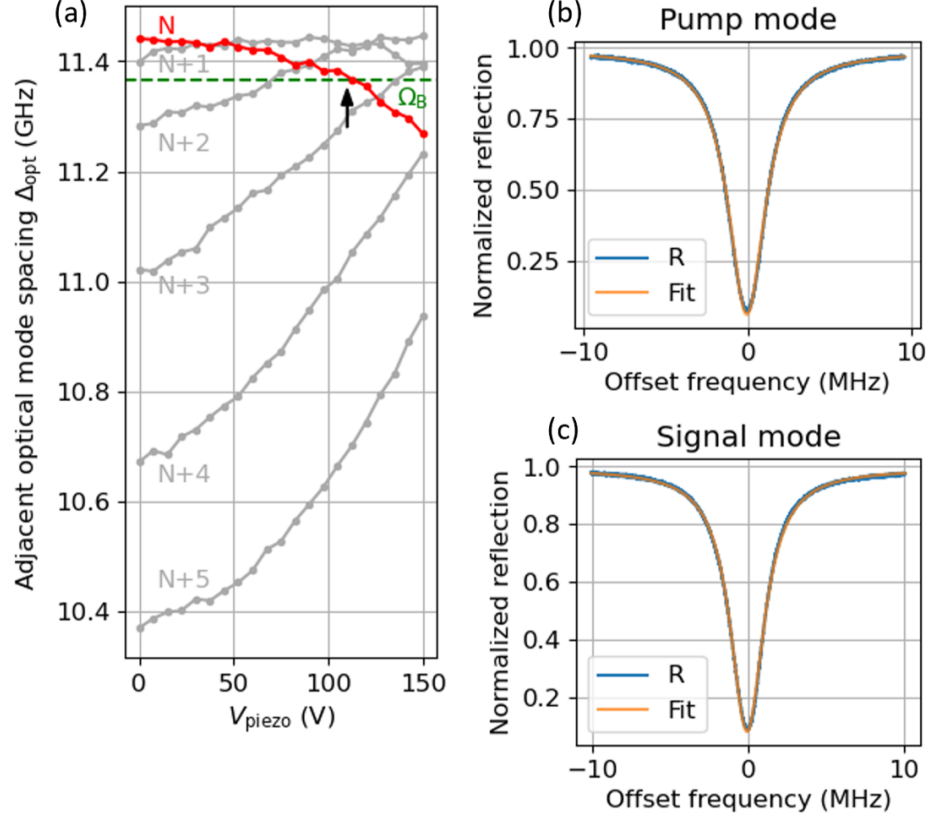 (a)
Adjacent optical mode spacing Δopt (GHz)
11.4
11.2
11.0
10.8
10.6
10.4
N
N+1
N+2
N+3
N+4
N+5
ΩB
0
50
100
150
Vpiezo (V)
(b)
Pump mode
Normalized reflection
1.00
0.75
0.50
0.25
R
Fit
−10
0
10
Offset frequency (MHz)
(c)
Signal mode
Normalized reflection
1.0
0.8
0.6
0.4
0.2
R
Fit
−10
0
10
Offset frequency (MHz)